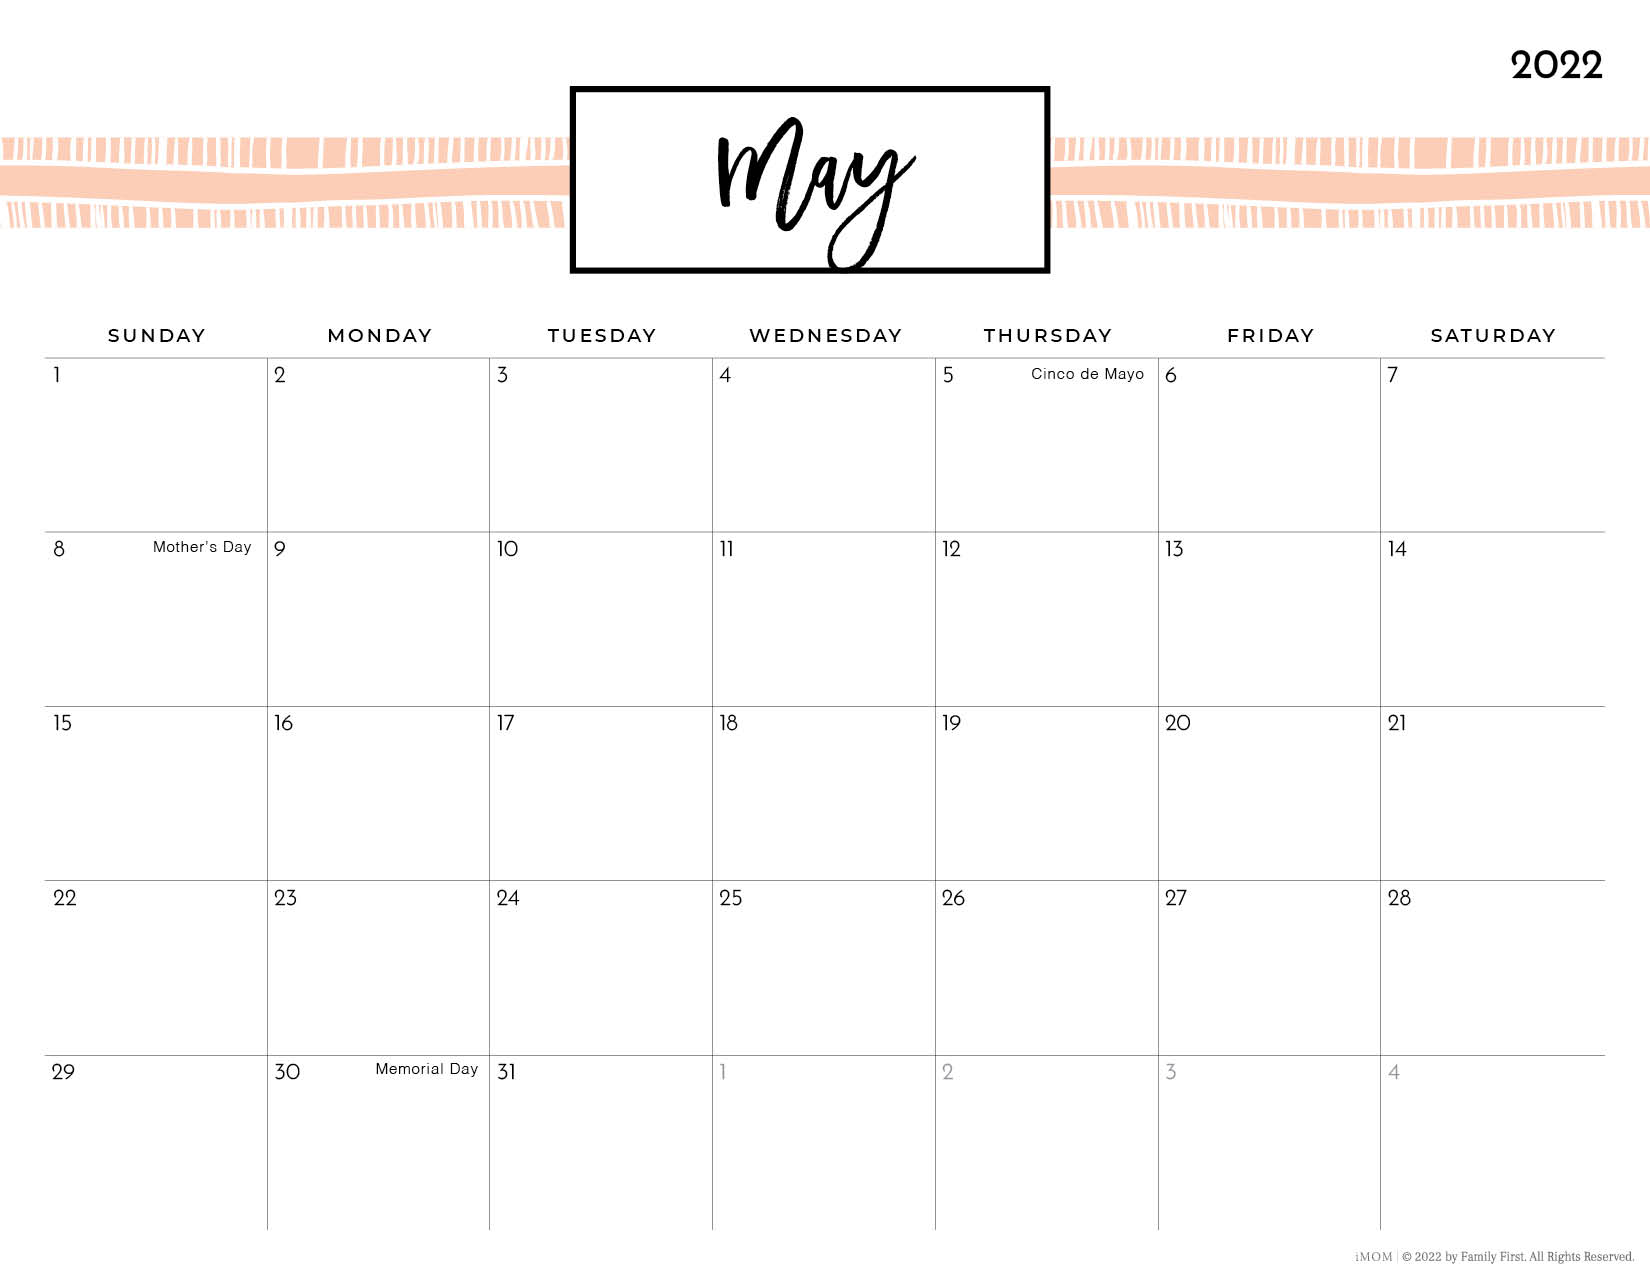 2022
May
SUNDAY MONDAY TUESDAY WEDNESDAY THURSDAY FRIDAY SATURDAY
1 2 3 4 5 Cinco de Mayo 6 7
8 Mother's Day 9 10 11 12 13 14
15 16 17 18 19 20 21
22 23 24 25 26 27 28
29 30 Memorial Day 31 1 2 3 4
iMOM | © 2022 by Family First. All Rights Reserved.